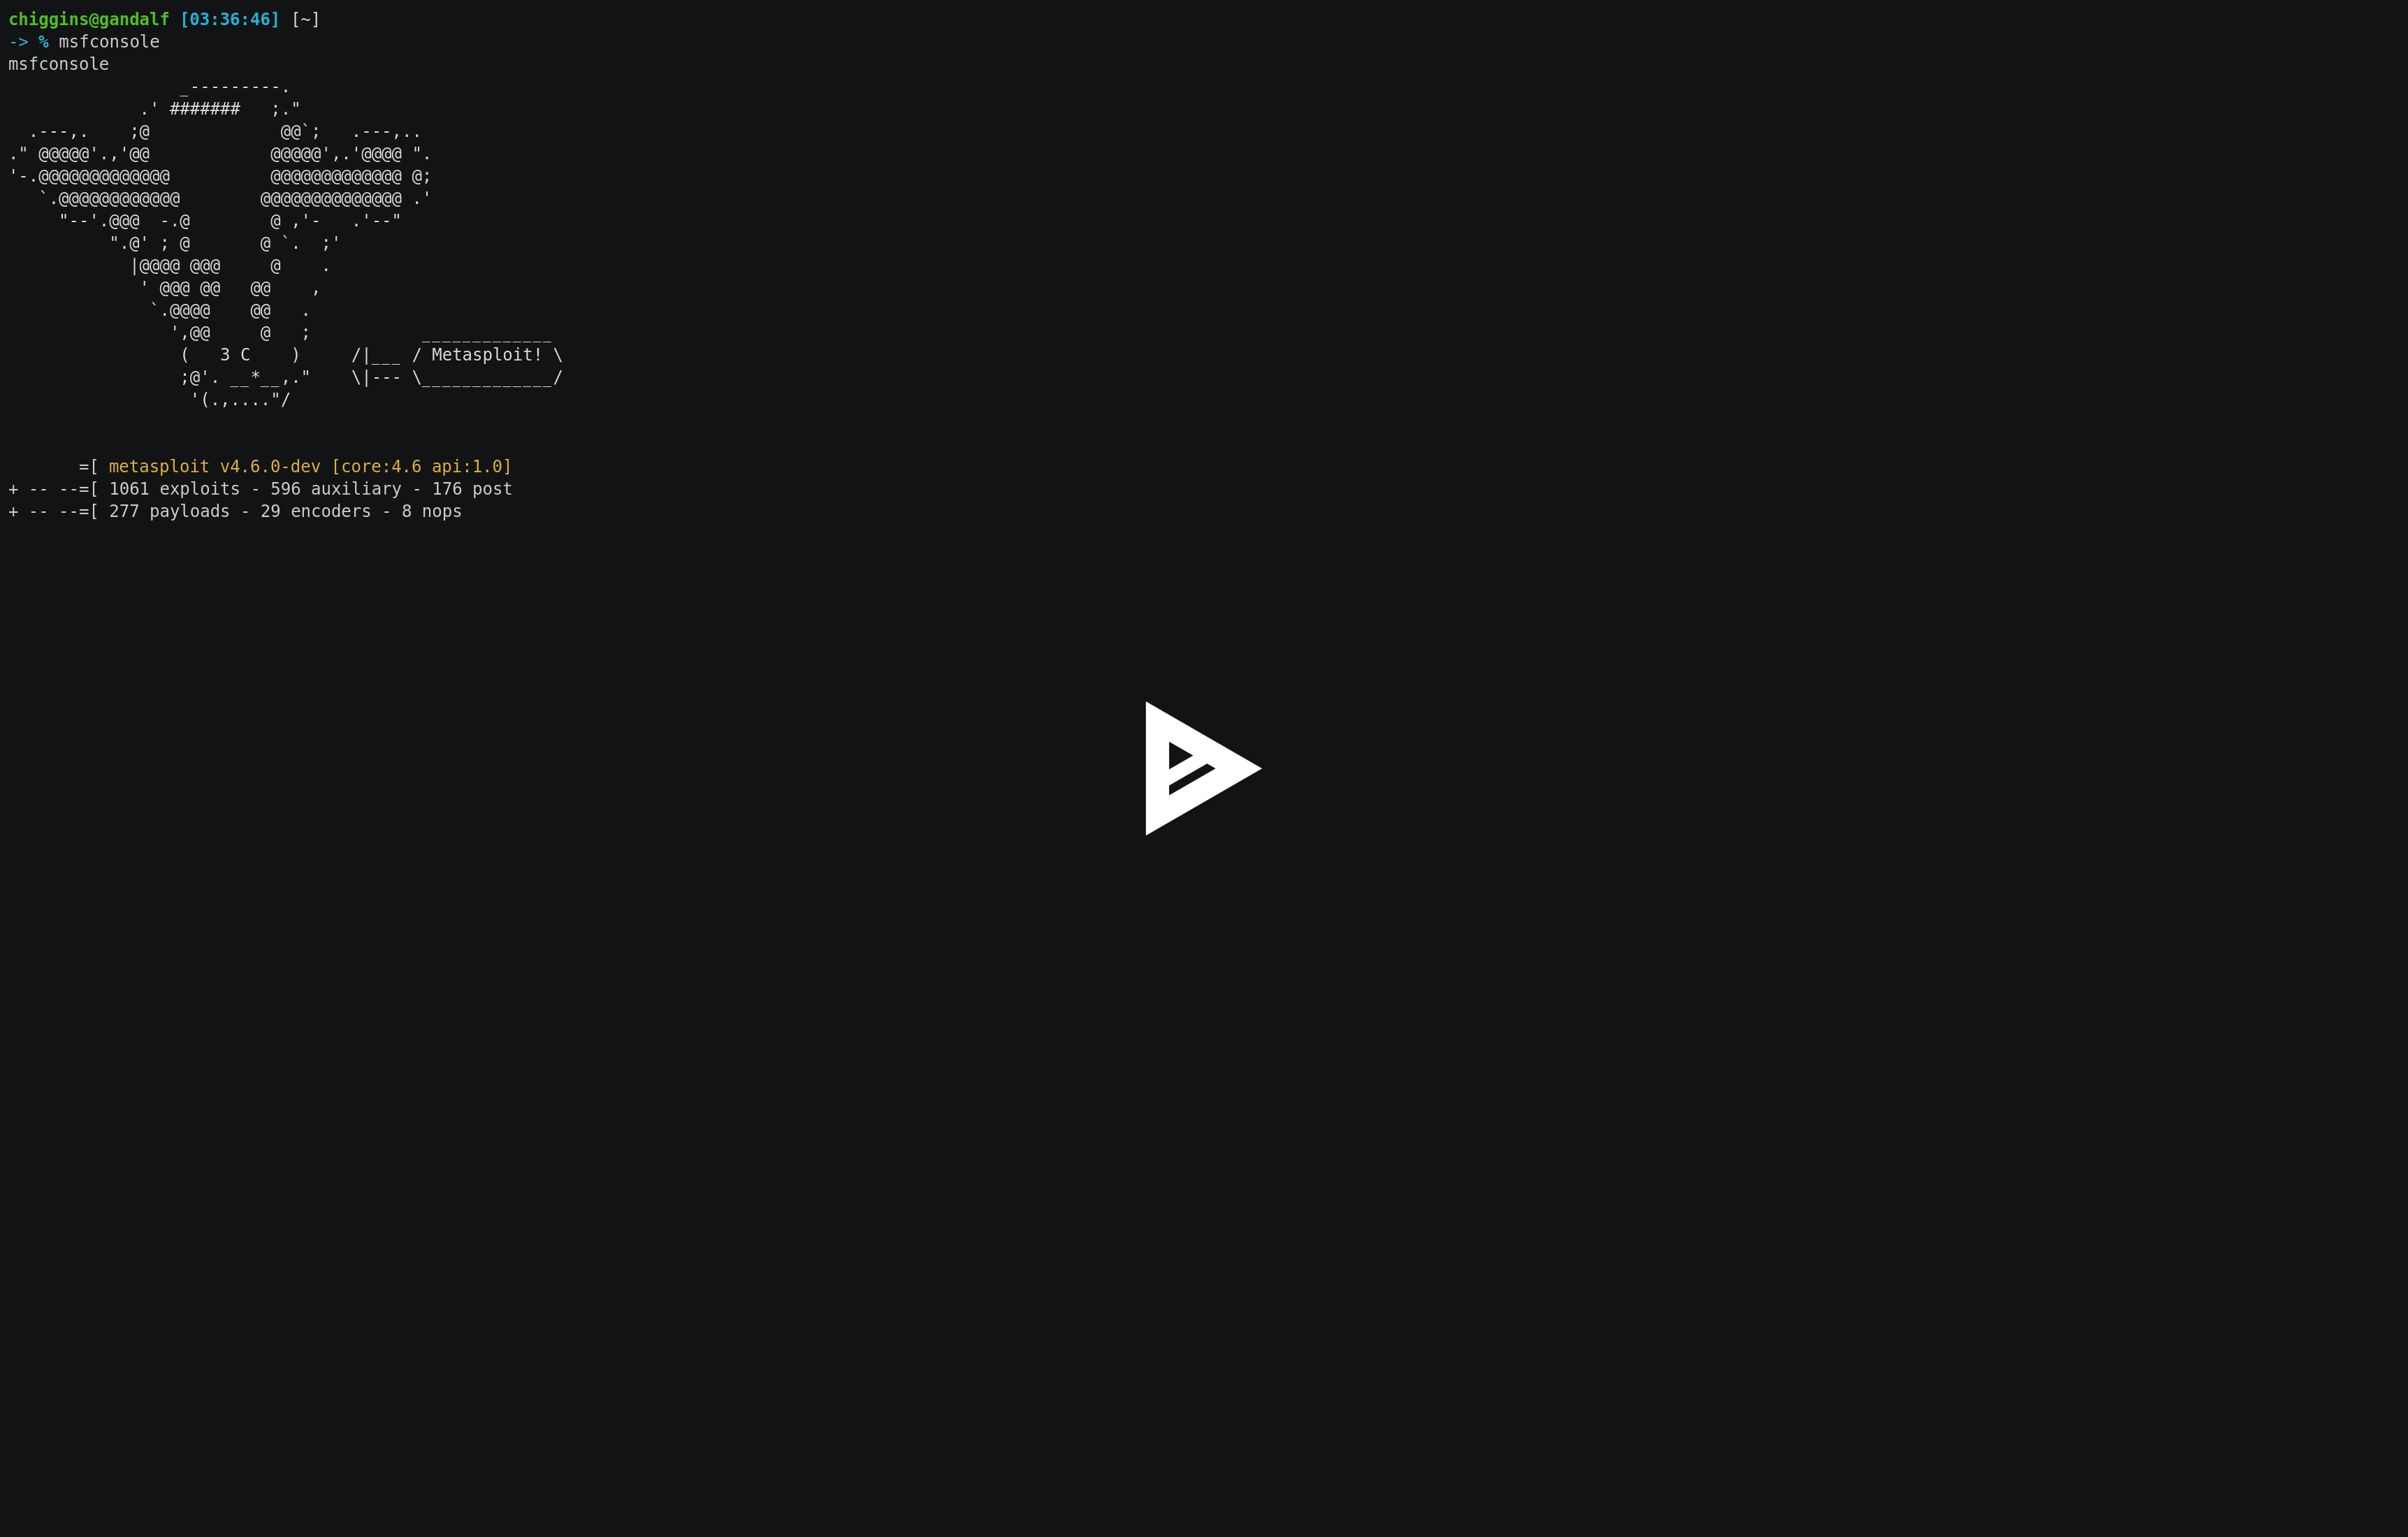 chiggins@gandalf [03:36:46] [~]
-> % msfconsole
msfconsole
                 _---------.
             .' #######   ;."
  .---,.    ;@             @@`;   .---,..
." @@@@@'.,'@@            @@@@@',.'@@@@ ".
'-.@@@@@@@@@@@@@          @@@@@@@@@@@@@ @;
   `.@@@@@@@@@@@@        @@@@@@@@@@@@@@ .'
     "--'.@@@  -.@        @ ,'-   .'--"
          ".@' ; @       @ `.  ;'
            |@@@@ @@@     @    .
             ' @@@ @@   @@    ,
              `.@@@@    @@   .
                ',@@     @   ;           _____________
                 (   3 C    )     /|___ / Metasploit! \
                 ;@'. __*__,."    \|--- \_____________/
                  '(.,...."/


       =[ metasploit v4.6.0-dev [core:4.6 api:1.0]
+ -- --=[ 1061 exploits - 596 auxiliary - 176 post
+ -- --=[ 277 payloads - 29 encoders - 8 nops